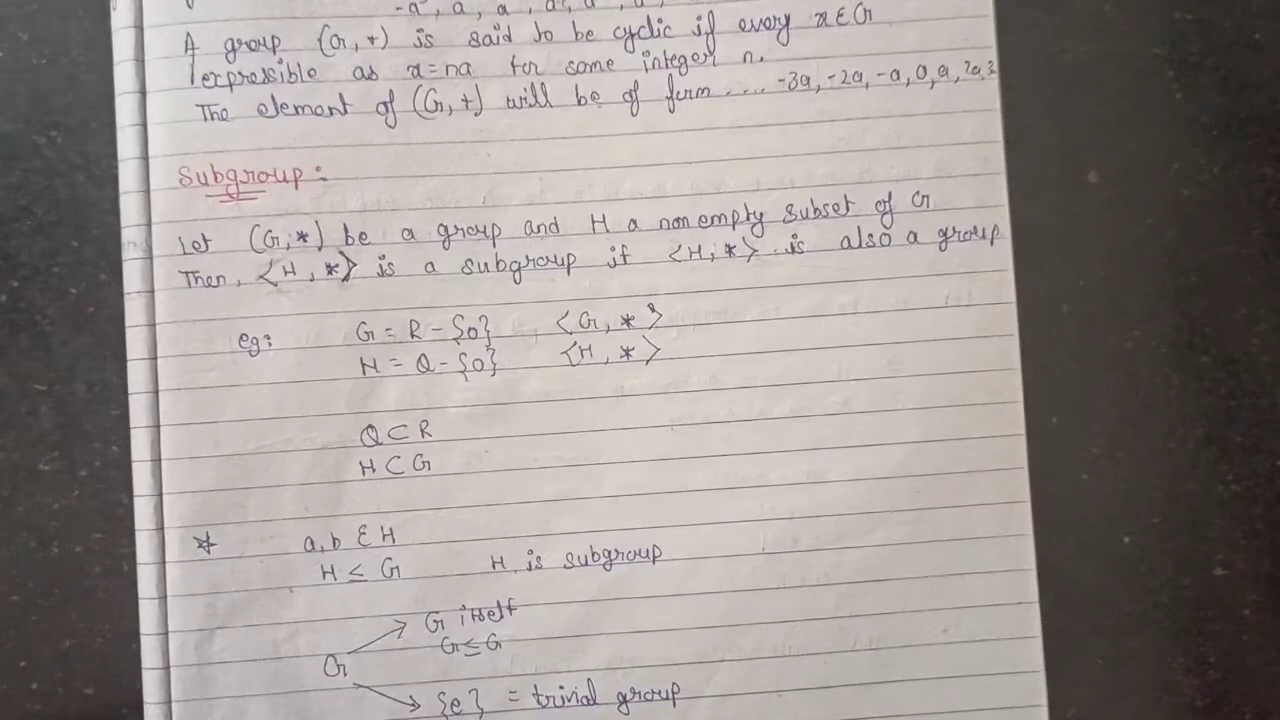 A group (G, +) is said to be cyclic if every x ∈ G
expressible as x = na for some integer n.
The element of (G, +) will be of form .... -3a, -2a, -a, 0, a, 2a, 3
Subgroup:
Let (G, *) be a group and H a non empty subset of G
Then, <H, *> is a subgroup if <H, *> is also a group
eg: G = R - {0} <G, *>
H = Q - {0} <H, *>
Q ⊂ R
H ⊂ G
* a, b ∈ H
H ≤ G H is subgroup
G itself
G ≤ G
G
{e} = trivial group